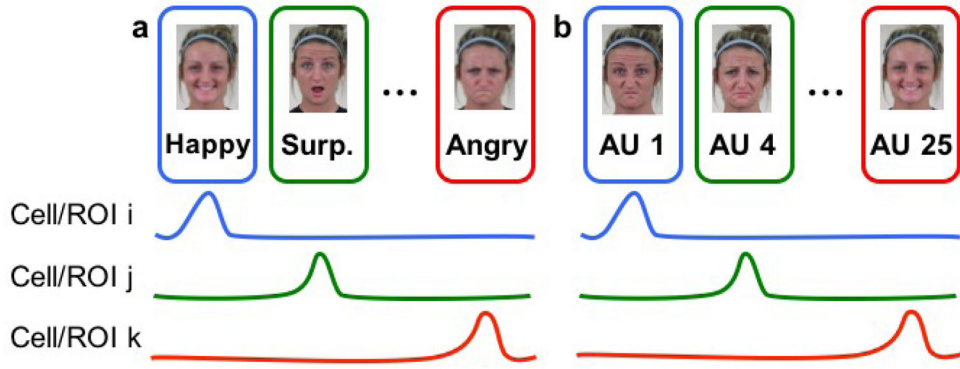 a
b
Happy
Surp.
...
Angry
AU 1
AU 4
...
AU 25
Cell/ROI i
Cell/ROI j
Cell/ROI k